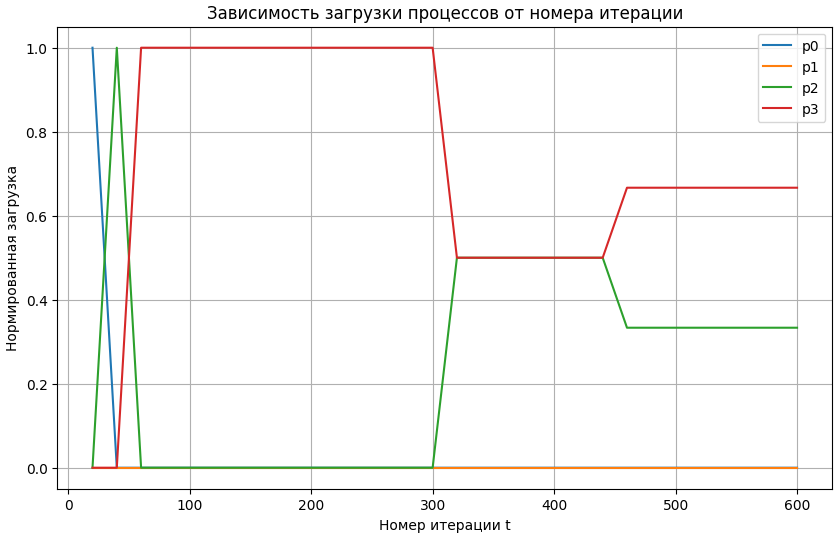 Зависимость загрузки процессов от номера итерации
p0
p1
p2
p3
Нормированная загрузка
1.0
0.8
0.6
0.4
0.2
0.0
0 100 200 300 400 500 600
Номер итерации t